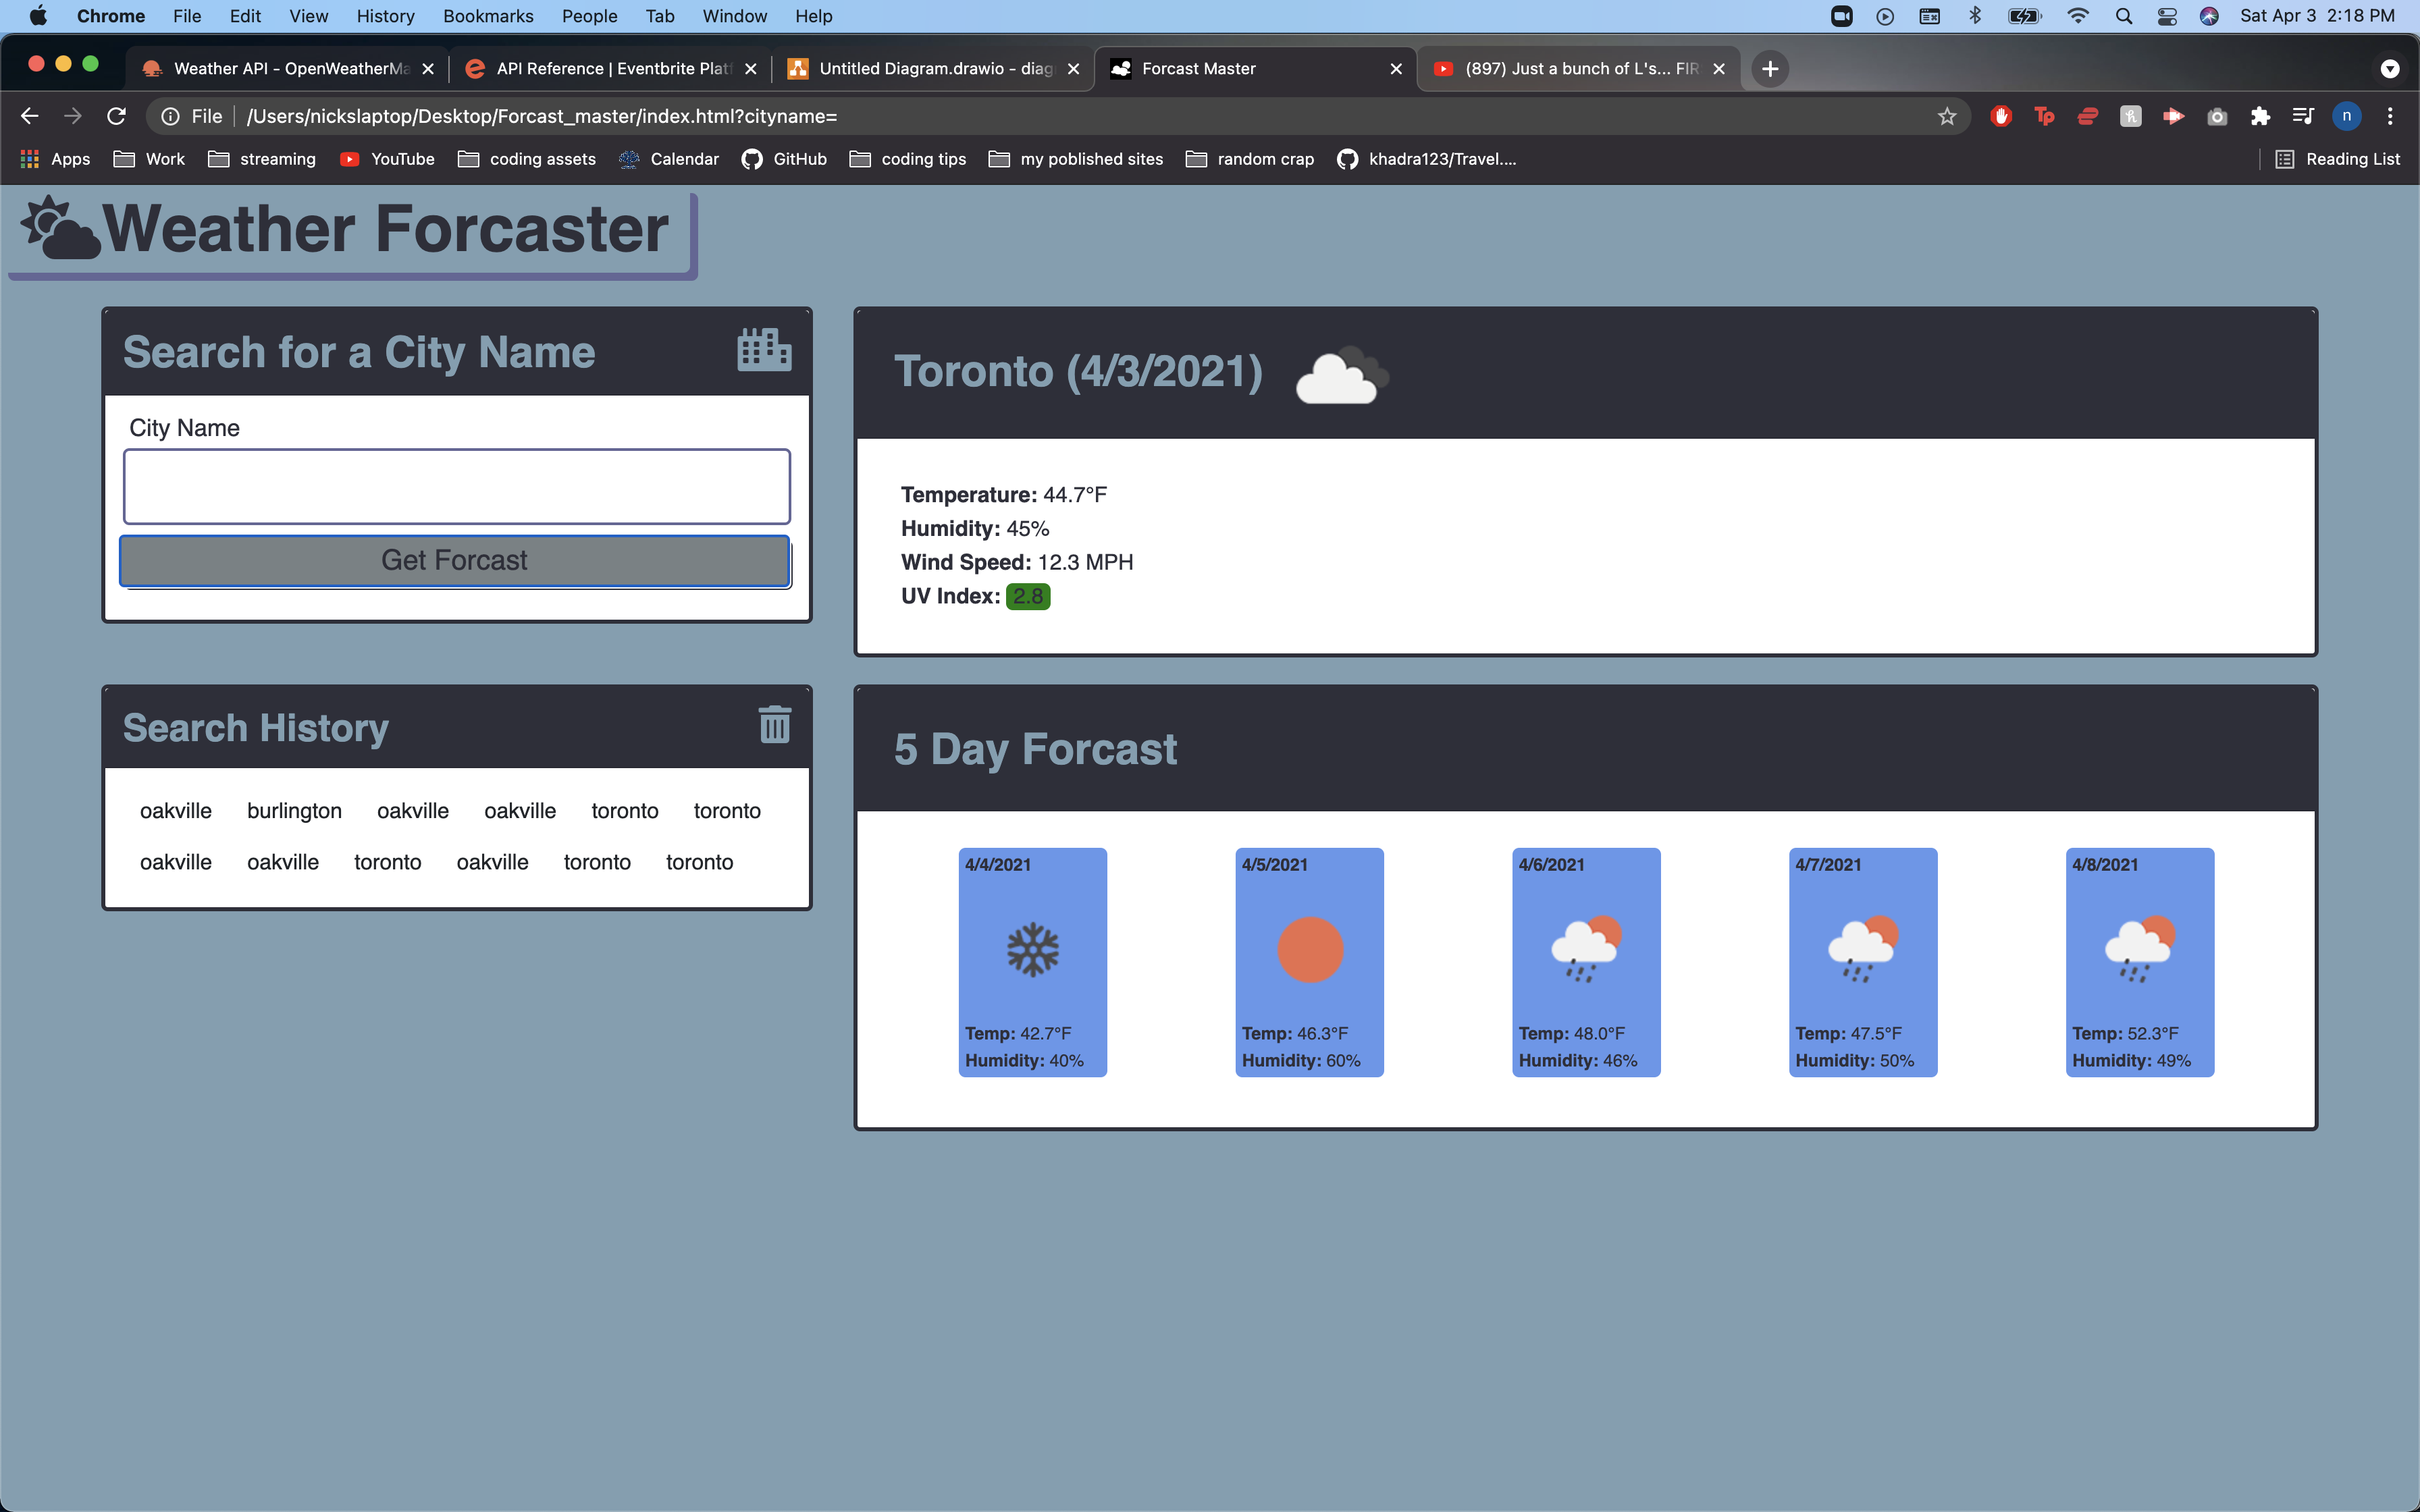 Chrome File Edit View History Bookmarks People Tab Window Help Sat Apr 3 2:18 PM
Weather API - OpenWeatherMa API Reference | Eventbrite Platf Untitled Diagram.drawio - diag Forcast Master (897) Just a bunch of L's... FIR
File /Users/nickslaptop/Desktop/Forcast_master/index.html?cityname= Tp n
Apps Work streaming YouTube coding assets Calendar GitHub coding tips my poblished sites random crap khadra123/Travel.... Reading List
Weather Forcaster
Search for a City Name
City Name
Get Forcast
Toronto (4/3/2021)
Temperature: 44.7°F
Humidity: 45%
Wind Speed: 12.3 MPH
UV Index: 2.8
Search History
oakville burlington oakville oakville toronto toronto
oakville oakville toronto oakville toronto toronto
5 Day Forcast
4/4/2021
Temp: 42.7°F
Humidity: 40%
4/5/2021
Temp: 46.3°F
Humidity: 60%
4/6/2021
Temp: 48.0°F
Humidity: 46%
4/7/2021
Temp: 47.5°F
Humidity: 50%
4/8/2021
Temp: 52.3°F
Humidity: 49%